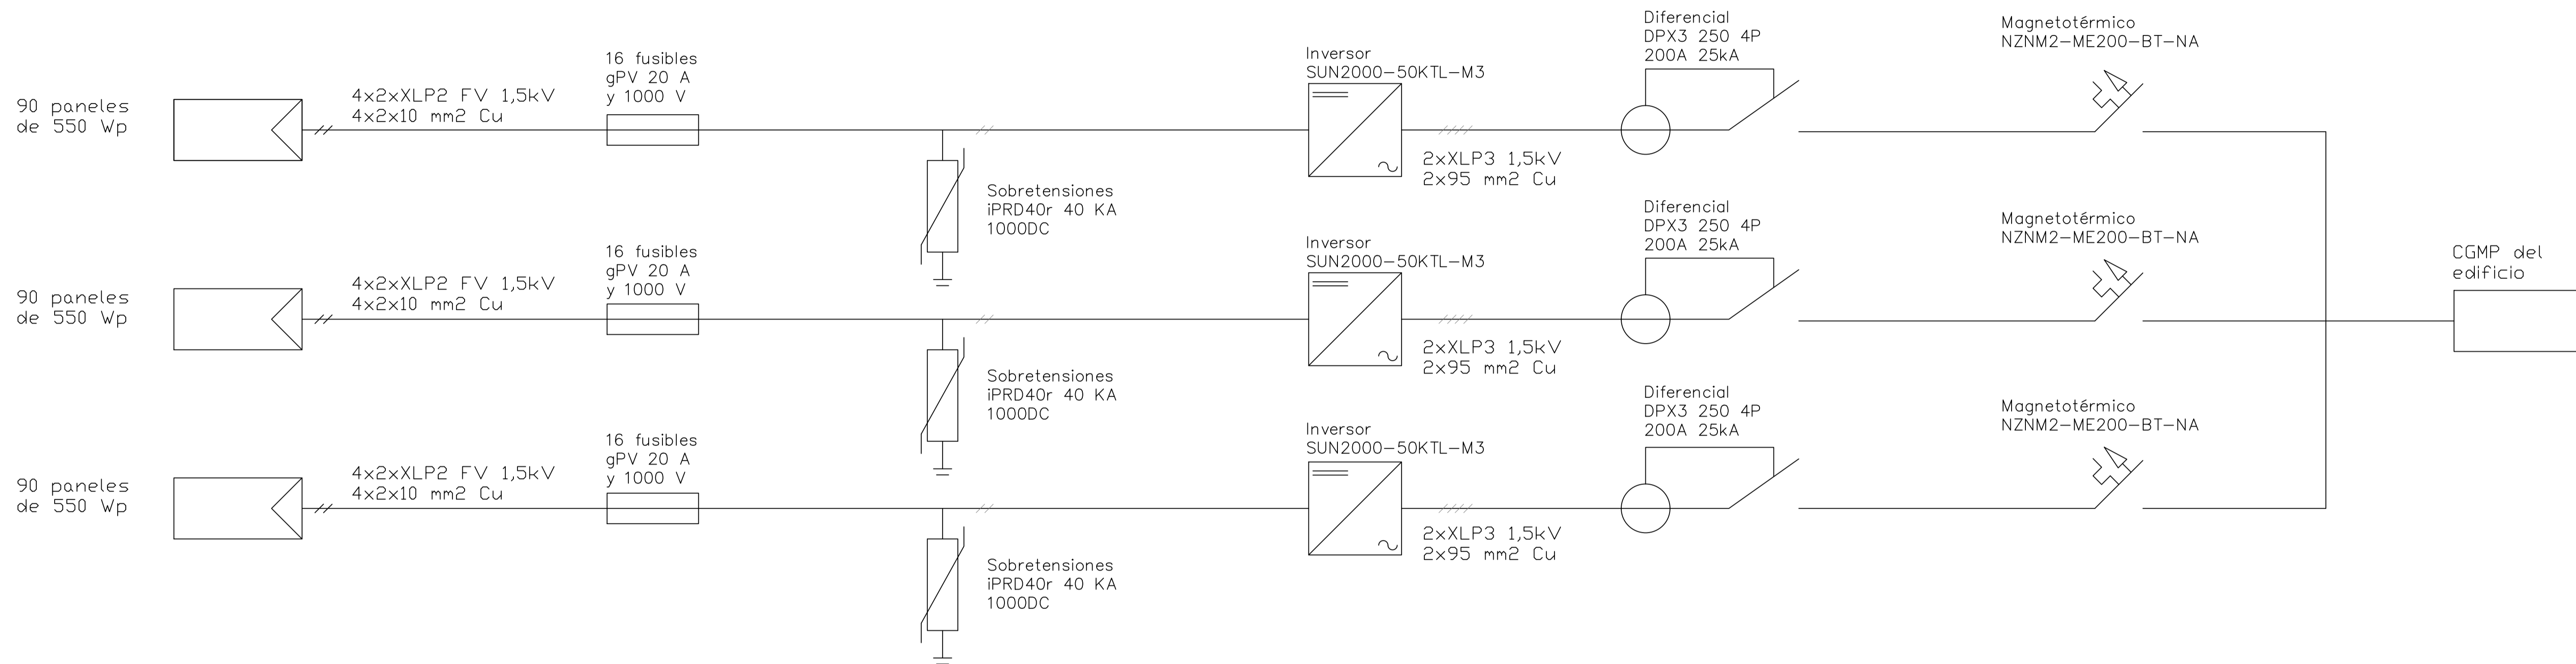 90 paneles
de 550 Wp
4x2xXLP2 FV 1,5kV
4x2x10 mm2 Cu
16 fusibles
gPV 20 A
y 1000 V
Sobretensiones
iPRD40r 40 KA
1000DC
Inversor
SUN2000-50KTL-M3
2xXLP3 1,5kV
2x95 mm2 Cu
Diferencial
DPX3 250 4P
200A 25kA
Magnetotérmico
NZNM2-ME200-BT-NA
90 paneles
de 550 Wp
4x2xXLP2 FV 1,5kV
4x2x10 mm2 Cu
16 fusibles
gPV 20 A
y 1000 V
Sobretensiones
iPRD40r 40 KA
1000DC
Inversor
SUN2000-50KTL-M3
2xXLP3 1,5kV
2x95 mm2 Cu
Diferencial
DPX3 250 4P
200A 25kA
Magnetotérmico
NZNM2-ME200-BT-NA
CGMP del
edificio
90 paneles
de 550 Wp
4x2xXLP2 FV 1,5kV
4x2x10 mm2 Cu
16 fusibles
gPV 20 A
y 1000 V
Sobretensiones
iPRD40r 40 KA
1000DC
Inversor
SUN2000-50KTL-M3
2xXLP3 1,5kV
2x95 mm2 Cu
Diferencial
DPX3 250 4P
200A 25kA
Magnetotérmico
NZNM2-ME200-BT-NA